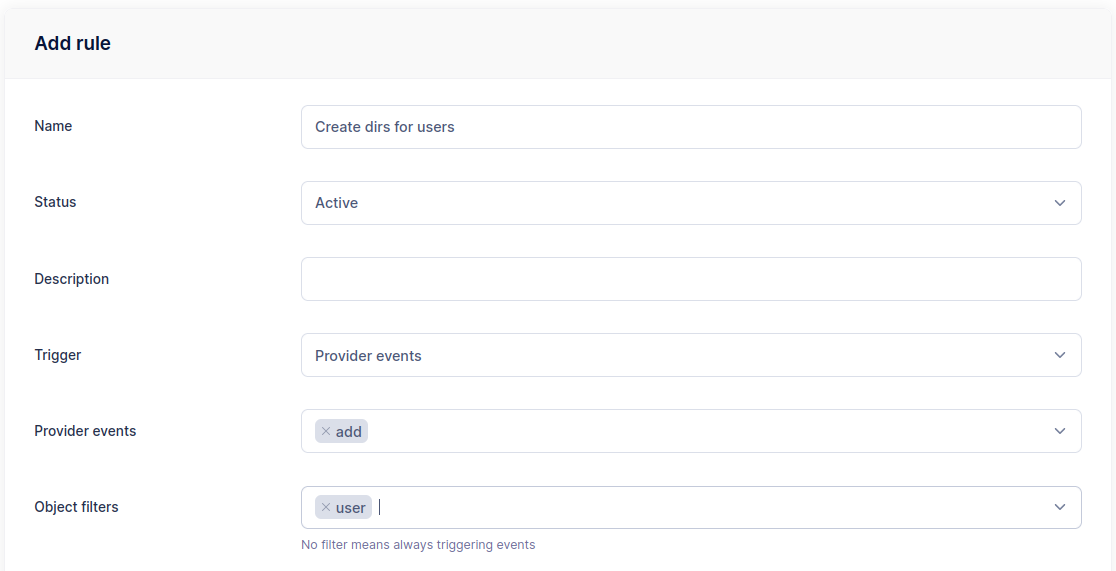 Add rule
Name
Create dirs for users
Status
Active
Description
Trigger
Provider events
Provider events
add
Object filters
user
No filter means always triggering events